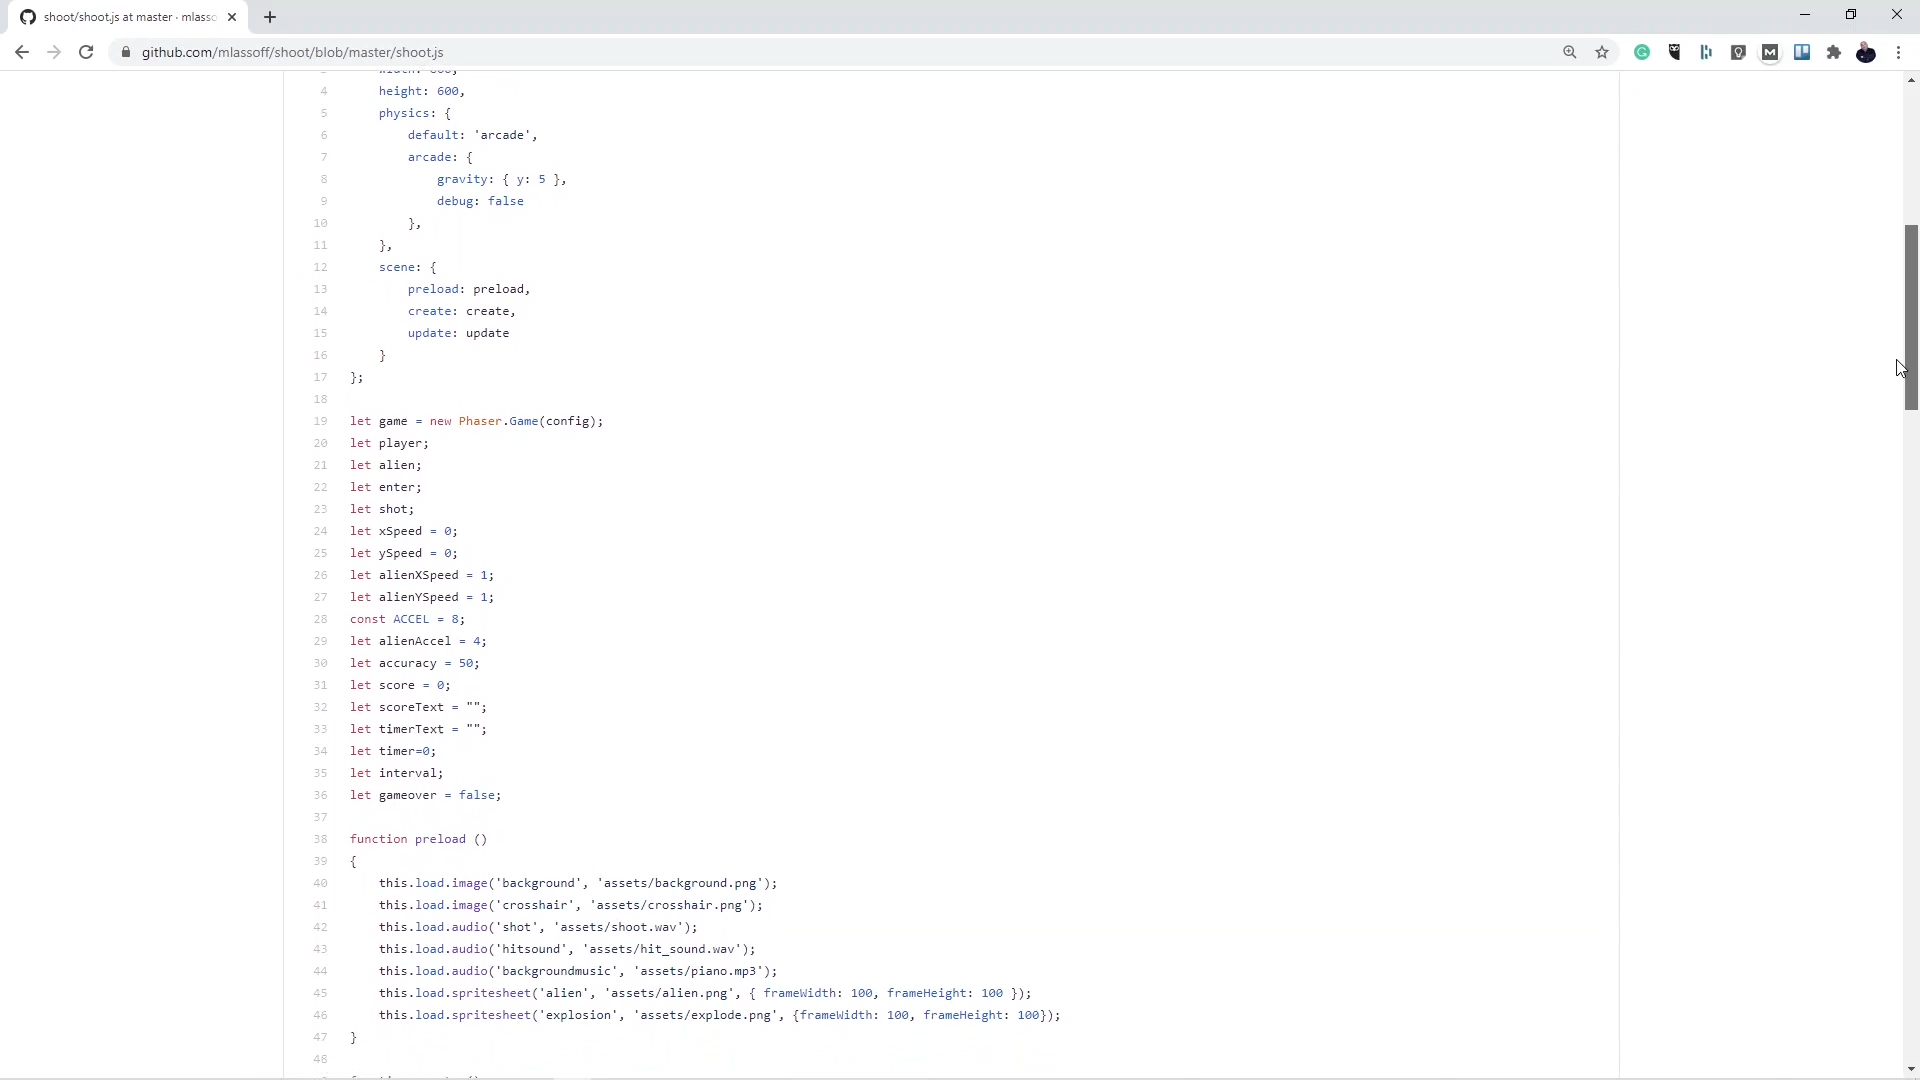 shoot/shoot.js at master · mlasso
github.com/mlassoff/shoot/blob/master/shoot.js
4 height: 600,
5 physics: {
6 default: 'arcade',
7 arcade: {
8 gravity: { y: 5 },
9 debug: false
10 },
11 },
12 scene: {
13 preload: preload,
14 create: create,
15 update: update
16 }
17 };
18
19 let game = new Phaser.Game(config);
20 let player;
21 let alien;
22 let enter;
23 let shot;
24 let xSpeed = 0;
25 let ySpeed = 0;
26 let alienXSpeed = 1;
27 let alienYSpeed = 1;
28 const ACCEL = 8;
29 let alienAccel = 4;
30 let accuracy = 50;
31 let score = 0;
32 let scoreText = "";
33 let timerText = "";
34 let timer=0;
35 let interval;
36 let gameover = false;
37
38 function preload ()
39 {
40 this.load.image('background', 'assets/background.png');
41 this.load.image('crosshair', 'assets/crosshair.png');
42 this.load.audio('shot', 'assets/shoot.wav');
43 this.load.audio('hitsound', 'assets/hit_sound.wav');
44 this.load.audio('backgroundmusic', 'assets/piano.mp3');
45 this.load.spritesheet('alien', 'assets/alien.png', { frameWidth: 100, frameHeight: 100 });
46 this.load.spritesheet('explosion', 'assets/explode.png', {frameWidth: 100, frameHeight: 100});
47 }
48